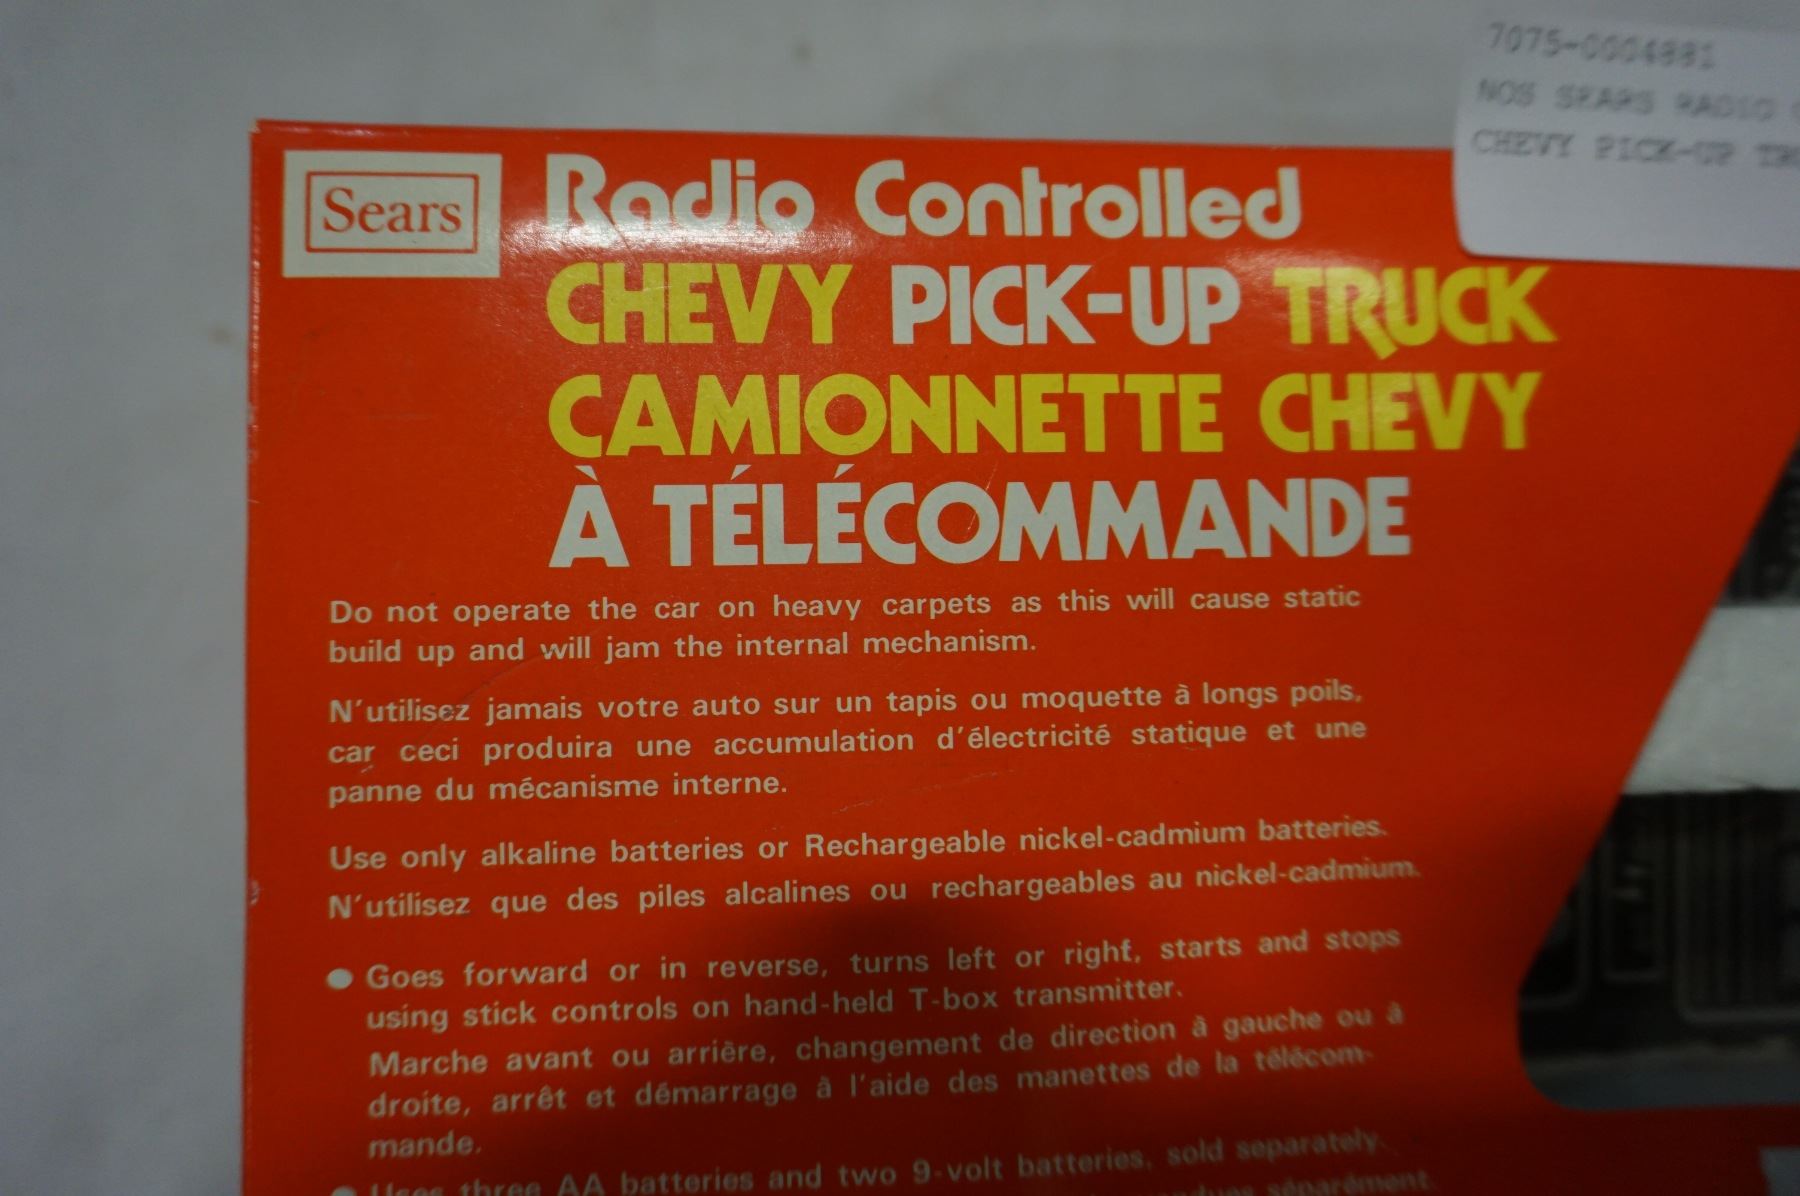 7075-0004881
NOS SEARS RADIO
CHEVY PICK-UP
Sears
Radio Controlled
CHEVY PICK-UP TRUCK
CAMIONNETTE CHEVY
À TÉLÉCOMMANDE
Do not operate the car on heavy carpets as this will cause static
build up and will jam the internal mechanism.
N'utilisez jamais votre auto sur un tapis ou moquette à longs poils,
car ceci produira une accumulation d'électricité statique et une
panne du mécanisme interne.
Use only alkaline batteries or Rechargeable nickel-cadmium batteries.
N'utilisez que des piles alcalines ou rechargeables au nickel-cadmium.
● Goes forward or in reverse, turns left or right, starts and stops
using stick controls on hand-held T-box transmitter.
Marche avant ou arrière, changement de direction à gauche ou à
droite, arrêt et démarrage à l'aide des manettes de la télécom-
mande.
● Uses three AA batteries and two 9-volt batteries, sold separately.
séparément.